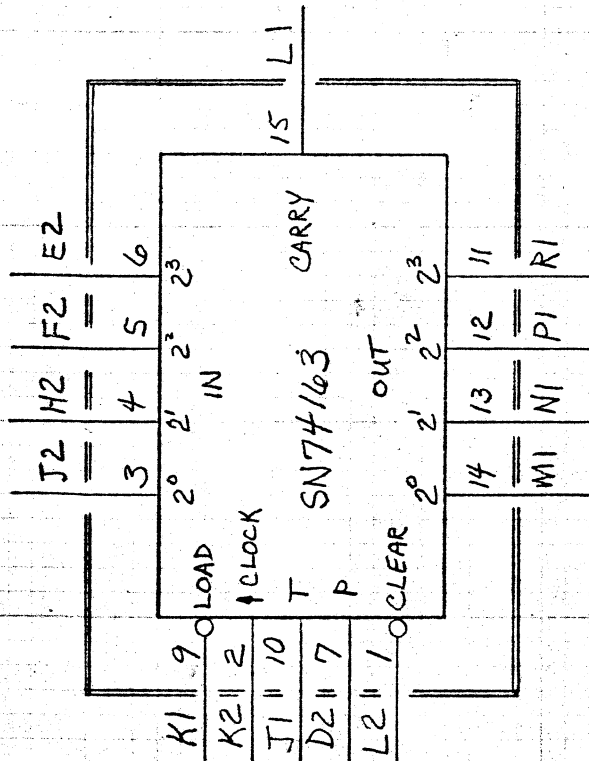 L1
15
E2 F2 H2 J2
6 5 4 3
2³ 2² 2¹ 2⁰
IN
CARRY
SN74163
OUT
2³ 2² 2¹ 2⁰
11 12 13 14
R1 P1 N1 M1
LOAD
↑ CLOCK
T
P
CLEAR
9 2 10 7 1
K1 K2 J1 D2 L2